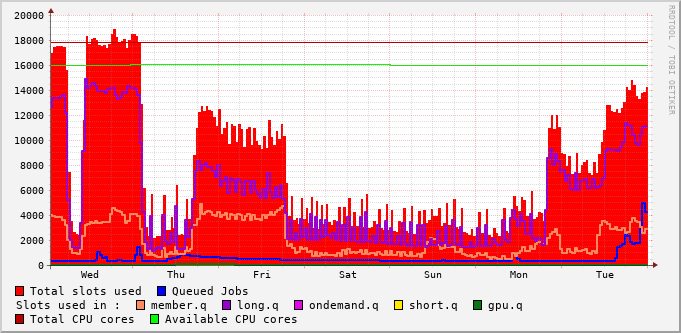 20000
18000
16000
14000
12000
10000
8000
6000
4000
2000
0
Wed Thu Fri Sat Sun Mon Tue
RRDTOOL / TOBI OETIKER
Total slots used Queued Jobs
Slots used in : member.q long.q ondemand.q short.q gpu.q
Total CPU cores Available CPU cores